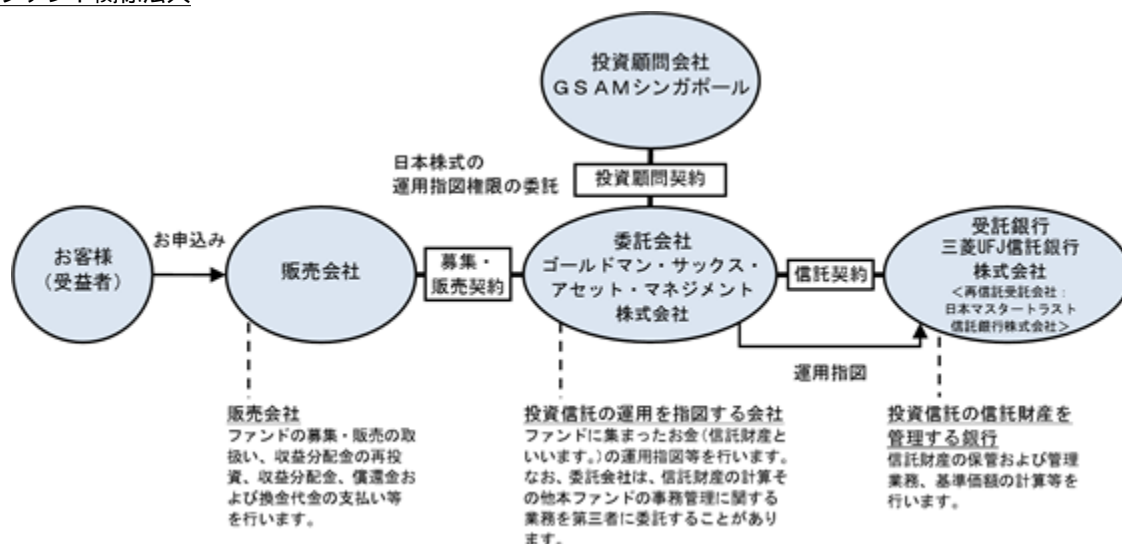 投資顧問会社
GSAMシンガポール
日本株式の
運用指図権限の委託
投資顧問契約
お客様
(受益者)
お申込み
販売会社
募集・
販売契約
委託会社
ゴールドマン・サックス・
アセット・マネジメント
株式会社
信託契約
受託銀行
三菱UFJ信託銀行
株式会社
<再信託受託会社:
日本マスタートラスト
信託銀行株式会社>
運用指図
販売会社
ファンドの募集・販売の取
扱い、収益分配金の再投
資、収益分配金、償還金お
よび換金代金の支払い等
を行います。
投資信託の運用を指図する会社
ファンドに集まったお金(信託財産と
いいます。)の運用指図等を行います。
なお、委託会社は、信託財産の計算そ
の他本ファンドの事務管理に関する
業務を第三者に委託することがあり
ます。
投資信託の信託財産を
管理する銀行
信託財産の保管および管理
業務、基準価額の計算等を
行います。